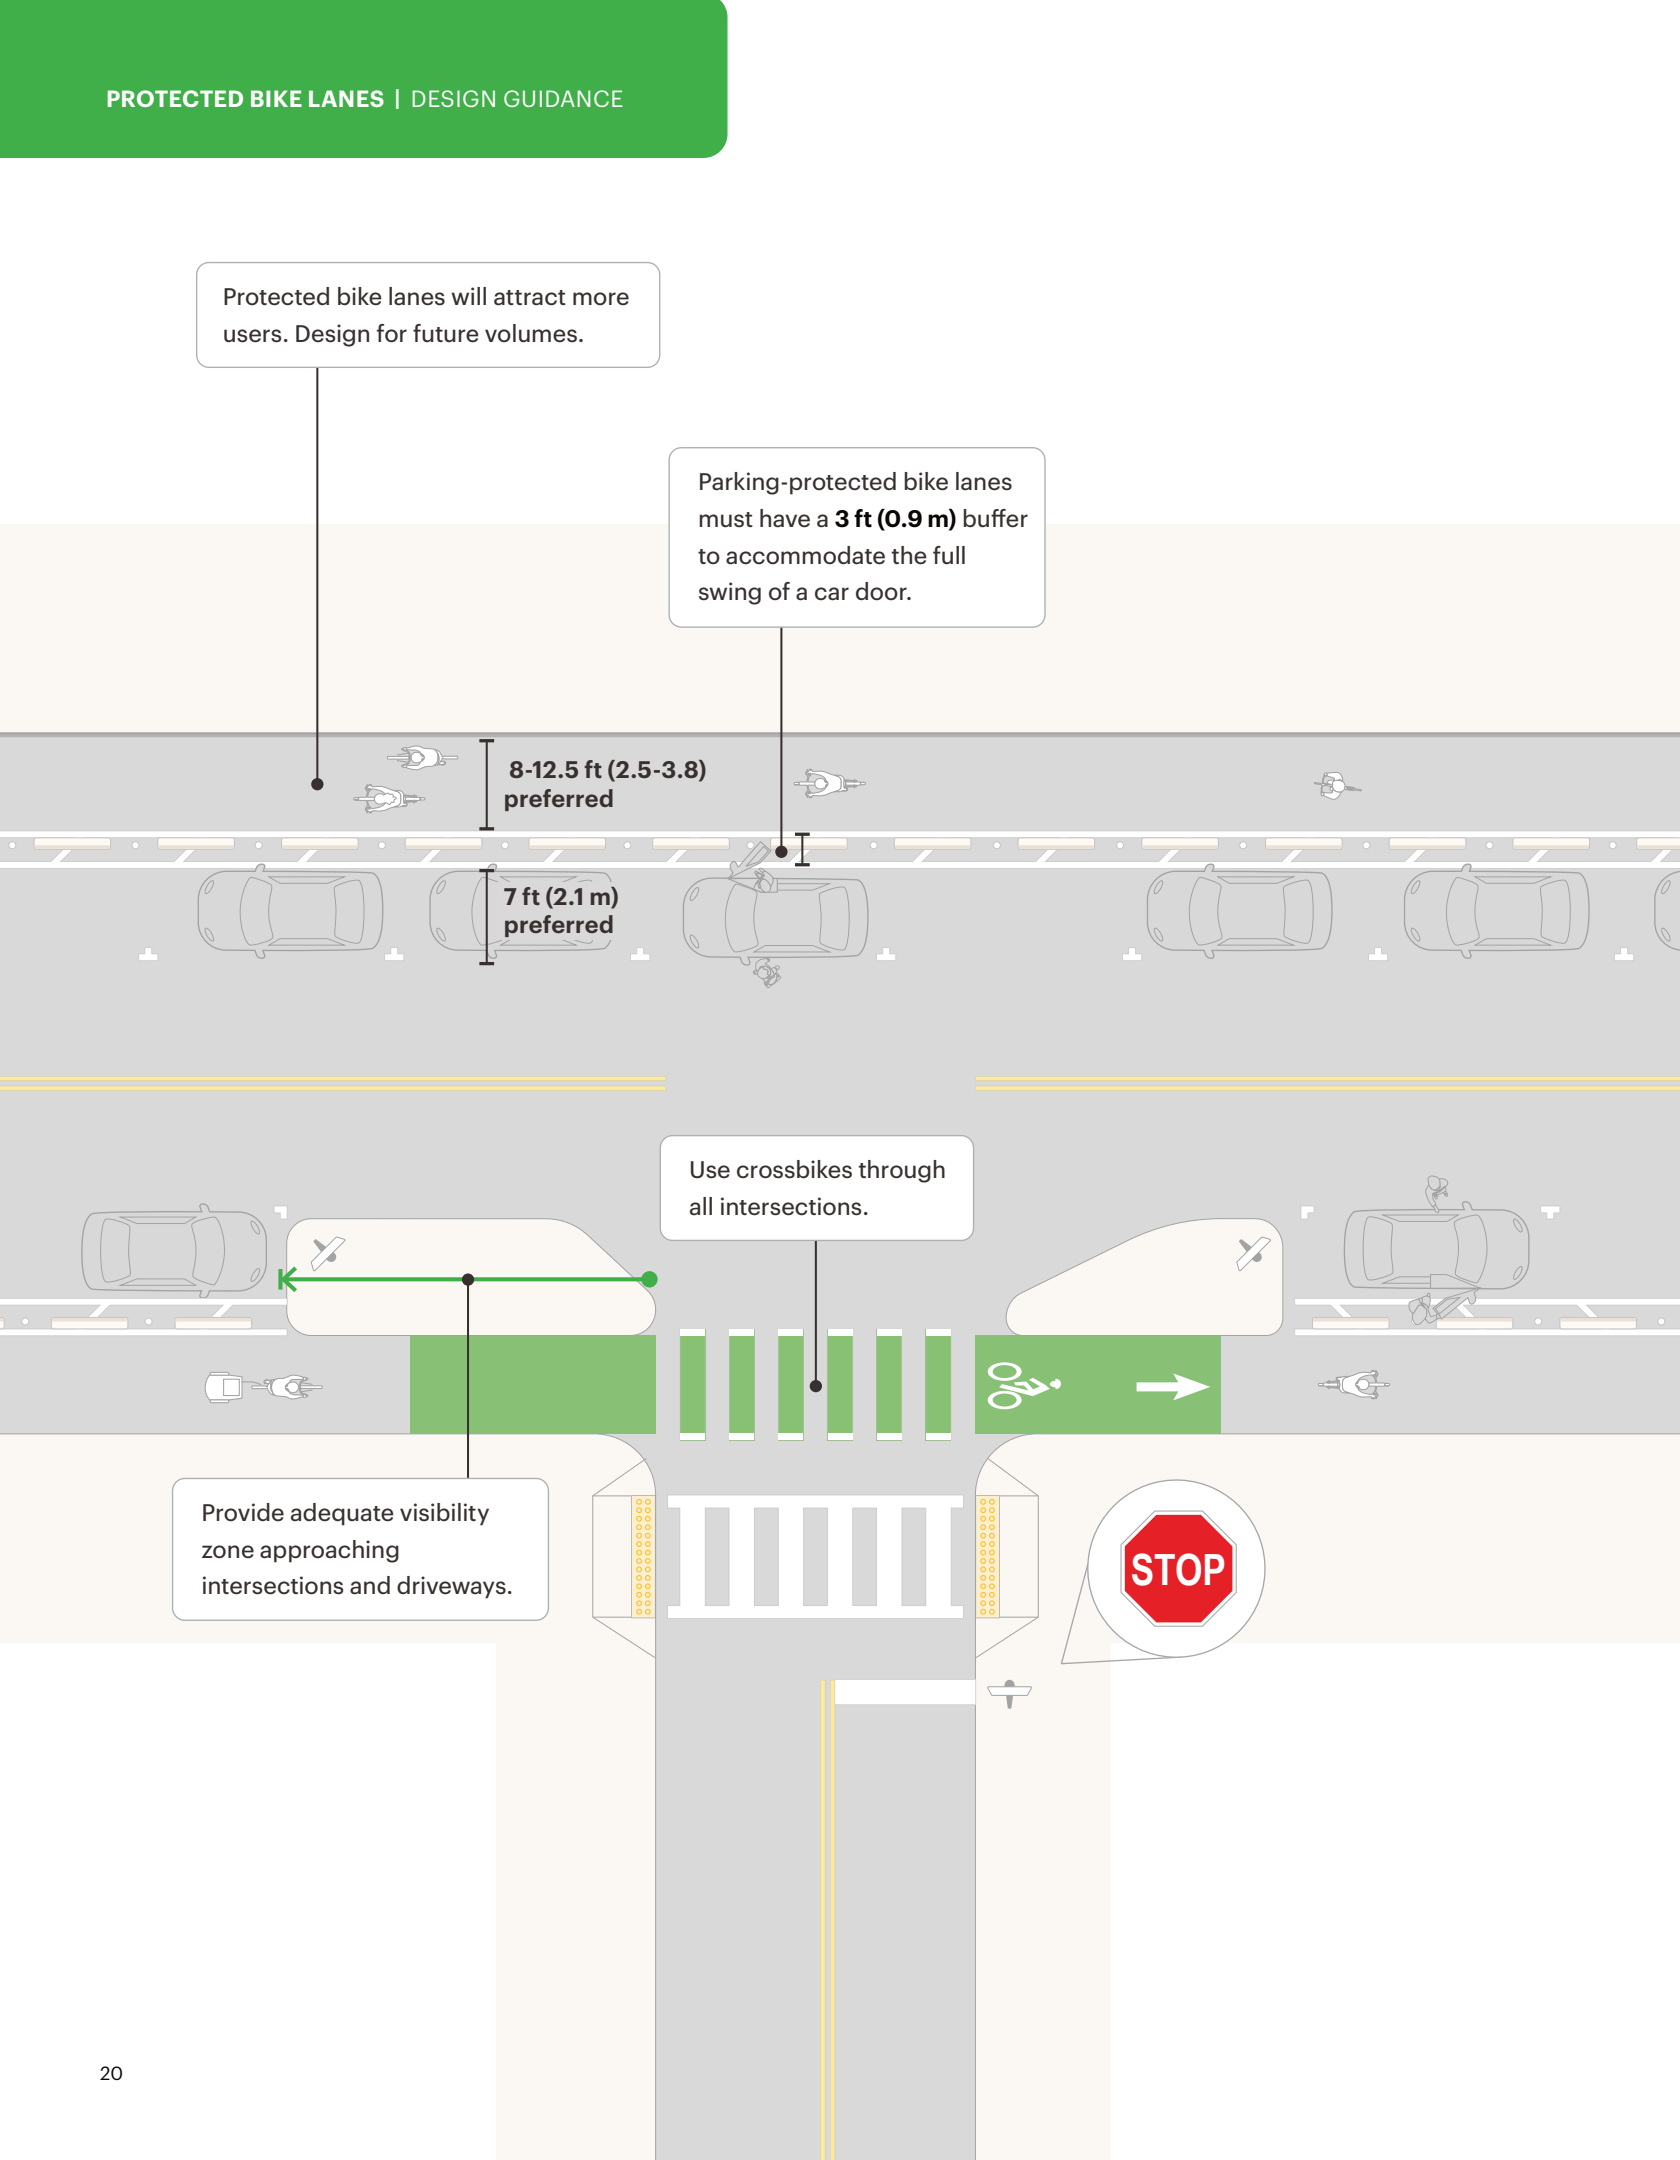 PROTECTED BIKE LANES | DESIGN GUIDANCE
Protected bike lanes will attract more
users. Design for future volumes.
Parking-protected bike lanes
must have a 3 ft (0.9 m) buffer
to accommodate the full
swing of a car door.
8-12.5 ft (2.5-3.8)
preferred
7 ft (2.1 m)
preferred
Use crossbikes through
all intersections.
Provide adequate visibility
zone approaching
intersections and driveways.
STOP
20